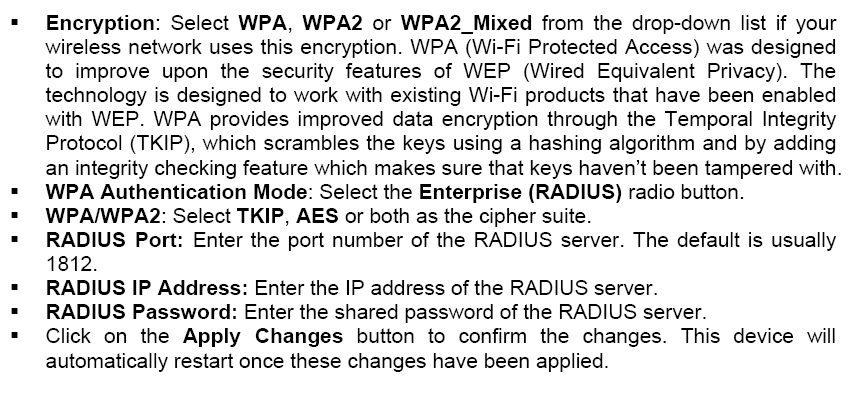 ▪ Encryption: Select WPA, WPA2 or WPA2_Mixed from the drop-down list if your
wireless network uses this encryption. WPA (Wi-Fi Protected Access) was designed
to improve upon the security features of WEP (Wired Equivalent Privacy). The
technology is designed to work with existing Wi-Fi products that have been enabled
with WEP. WPA provides improved data encryption through the Temporal Integrity
Protocol (TKIP), which scrambles the keys using a hashing algorithm and by adding
an integrity checking feature which makes sure that keys haven’t been tampered with.
▪ WPA Authentication Mode: Select the Enterprise (RADIUS) radio button.
▪ WPA/WPA2: Select TKIP, AES or both as the cipher suite.
▪ RADIUS Port: Enter the port number of the RADIUS server. The default is usually
1812.
▪ RADIUS IP Address: Enter the IP address of the RADIUS server.
▪ RADIUS Password: Enter the shared password of the RADIUS server.
▪ Click on the Apply Changes button to confirm the changes. This device will
automatically restart once these changes have been applied.